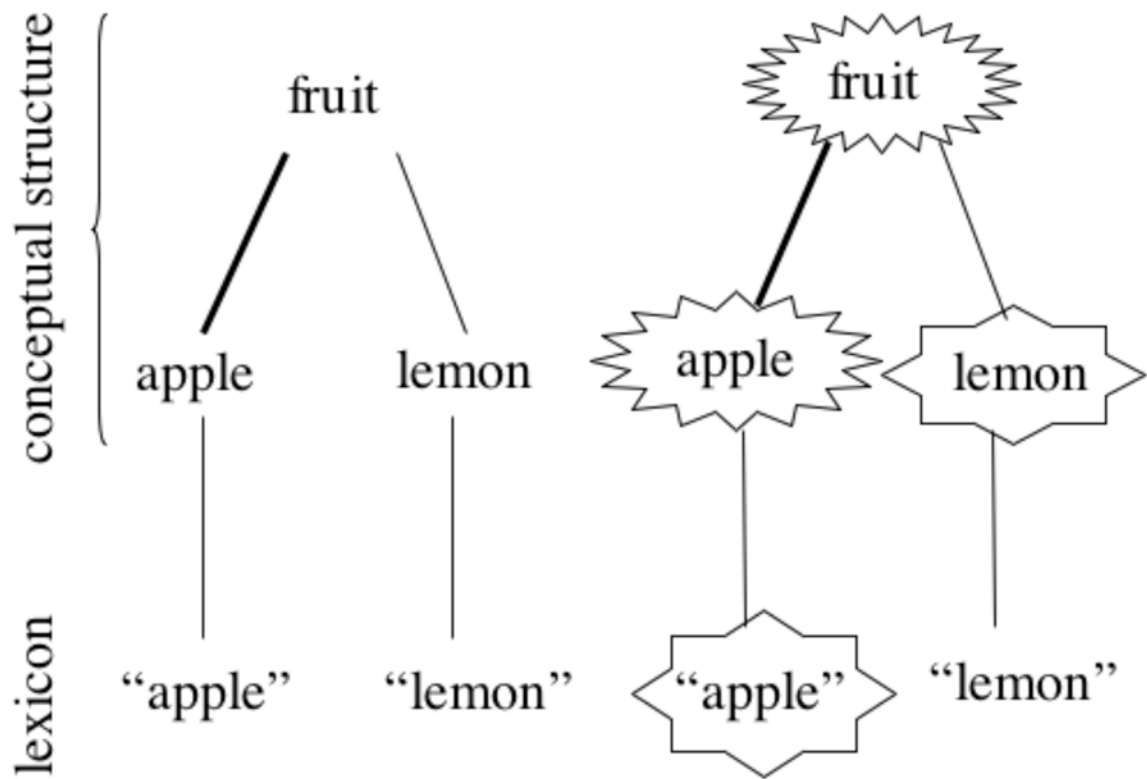 conceptual structure
fruit
fruit
apple
lemon
apple
lemon
lexicon
“apple”
“lemon”
“apple”
“lemon”